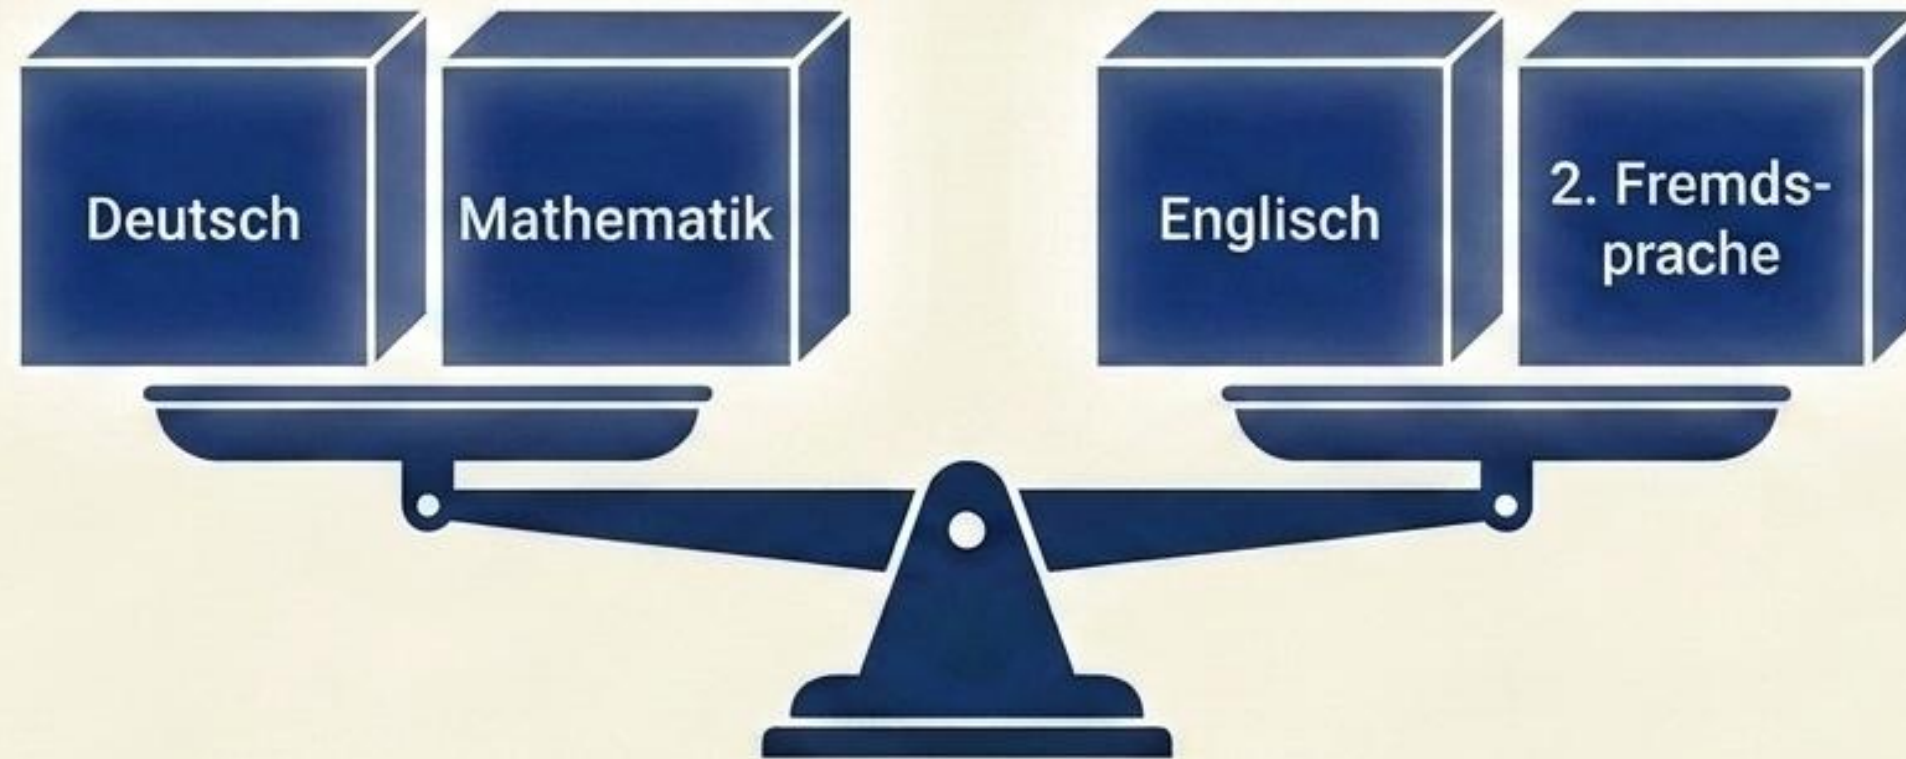 Deutsch
Mathematik
Englisch
2. Fremds-
prache